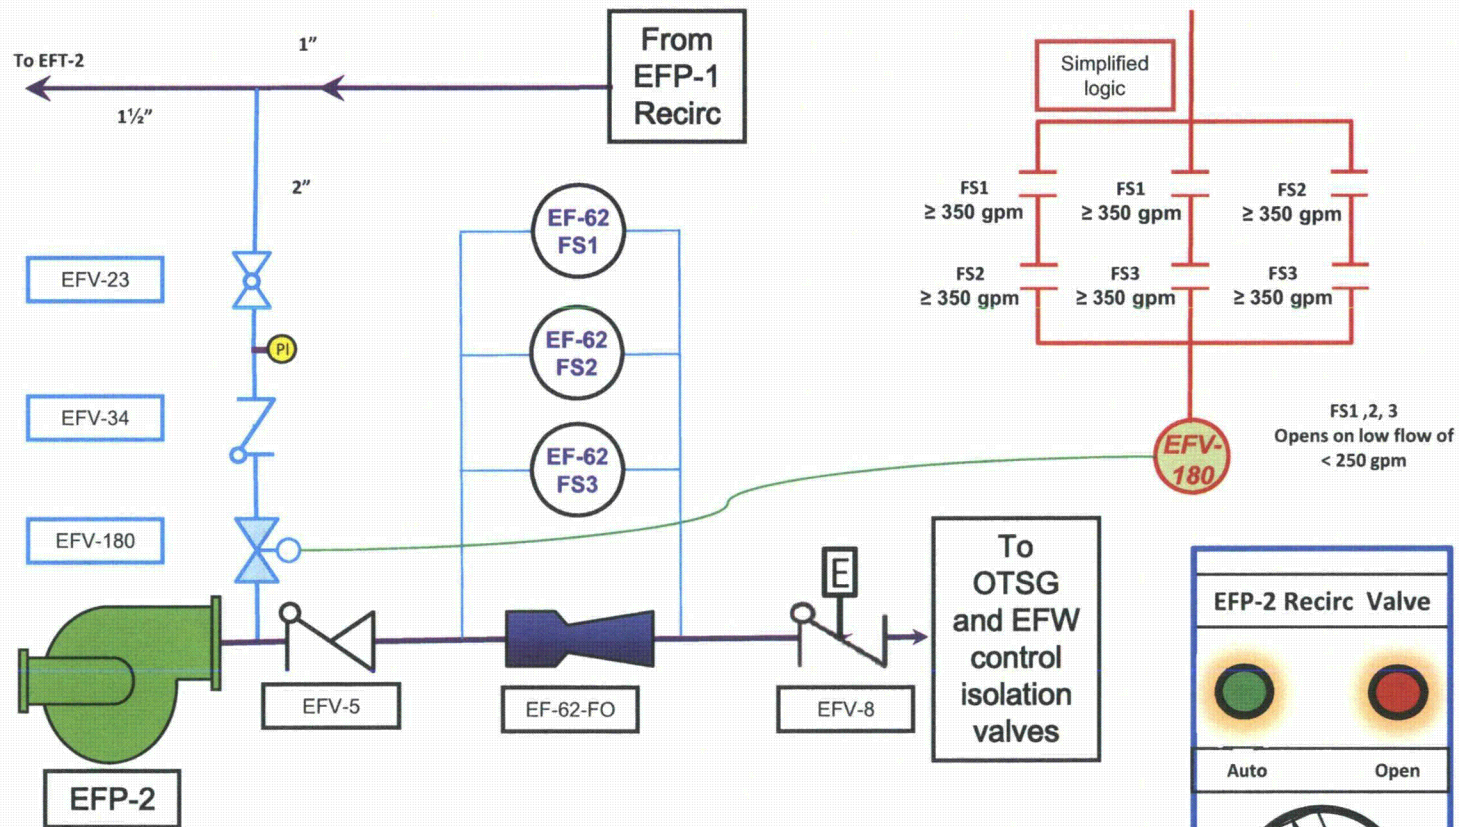 To EFT-2
1"
1½"
From
EFP-1
Recirc
2"
EFV-23
PI
EFV-34
EFV-180
EF-62
FS1
EF-62
FS2
EF-62
FS3
Simplified
logic
FS1
≥ 350 gpm
FS1
≥ 350 gpm
FS2
≥ 350 gpm
FS2
≥ 350 gpm
FS3
≥ 350 gpm
FS3
≥ 350 gpm
EFV-
180
FS1 ,2, 3
Opens on low flow of
< 250 gpm
E
To
OTSG
and EFW
control
isolation
valves
EFV-5
EF-62-FO
EFV-8
EFP-2
EFP-2 Recirc Valve
Auto
Open